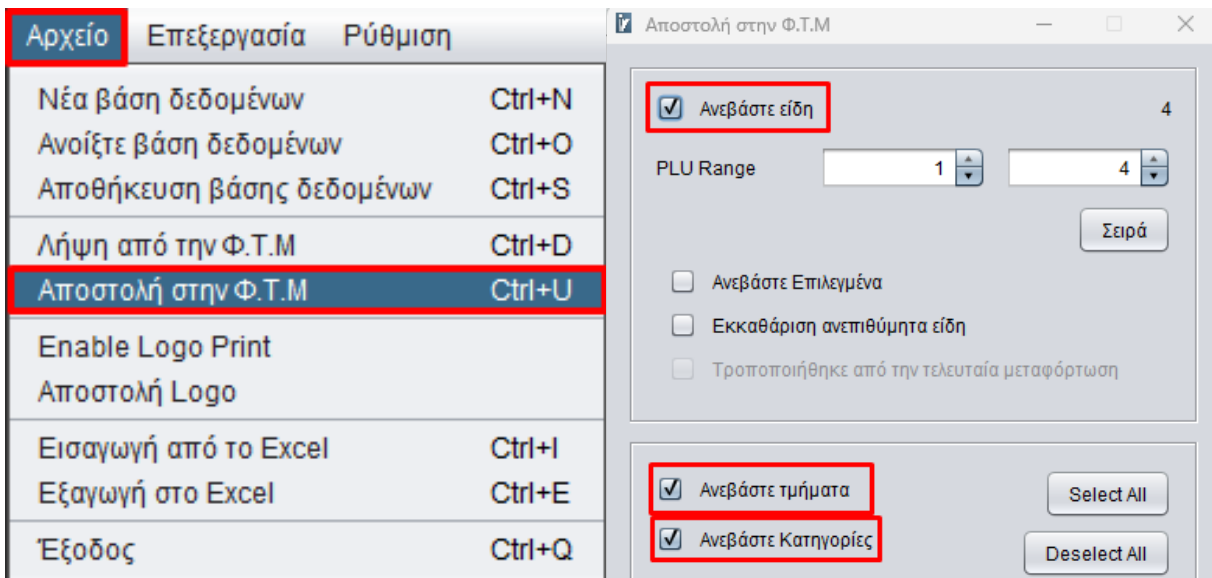 Αρχείο Επεξεργασία Ρύθμιση
Νέα βάση δεδομένων Ctrl+N
Ανοίξτε βάση δεδομένων Ctrl+O
Αποθήκευση βάσης δεδομένων Ctrl+S
Λήψη από την Φ.Τ.Μ Ctrl+D
Αποστολή στην Φ.Τ.Μ Ctrl+U
Enable Logo Print
Αποστολή Logo
Εισαγωγή από το Excel Ctrl+I
Εξαγωγή στο Excel Ctrl+E
Έξοδος Ctrl+Q
Αποστολή στην Φ.Τ.Μ
Ανεβάστε είδη 4
PLU Range 1 4
Σειρά
Ανεβάστε Επιλεγμένα
Εκκαθάριση ανεπιθύμητα είδη
Τροποποιήθηκε από την τελευταία μεταφόρτωση
Ανεβάστε τμήματα Select All
Ανεβάστε Κατηγορίες Deselect All